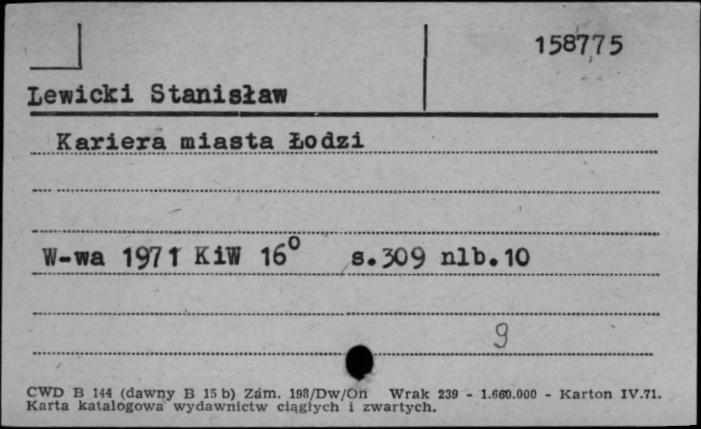 158775
Lewicki Stanisław
Kariera miasta Łodzi
W-wa 1971 KiW 16° s.309 nlb.10
9
CWD B 144 (dawny B 15 b) Zam. 198/Dw/On Wrak 239 - 1.660.000 - Karton IV.71.
Karta katalogowa wydawnictw ciągłych i zwartych.